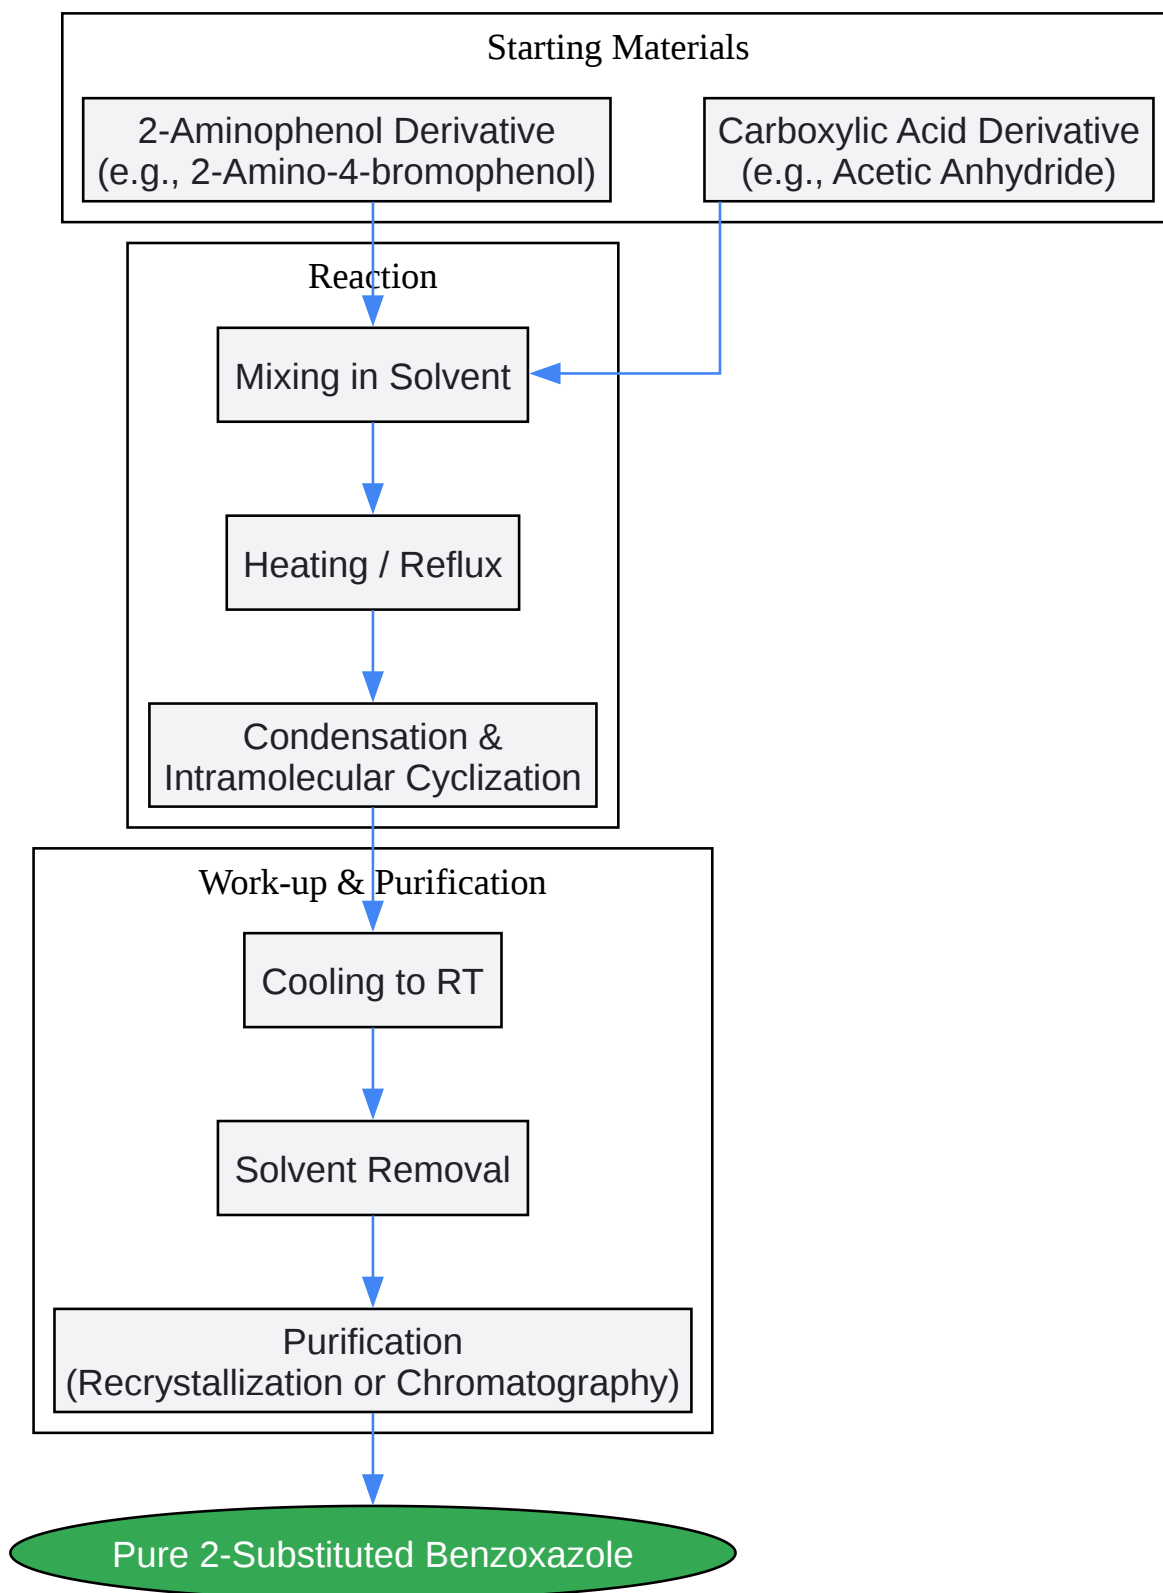 Starting Materials
2-Aminophenol Derivative
(e.g., 2-Amino-4-bromophenol)
Carboxylic Acid Derivative
(e.g., Acetic Anhydride)
Reaction
Mixing in Solvent
Heating / Reflux
Condensation &
Intramolecular Cyclization
Work-up & Purification
Cooling to RT
Solvent Removal
Purification
(Recrystallization or Chromatography)
Pure 2-Substituted Benzoxazole